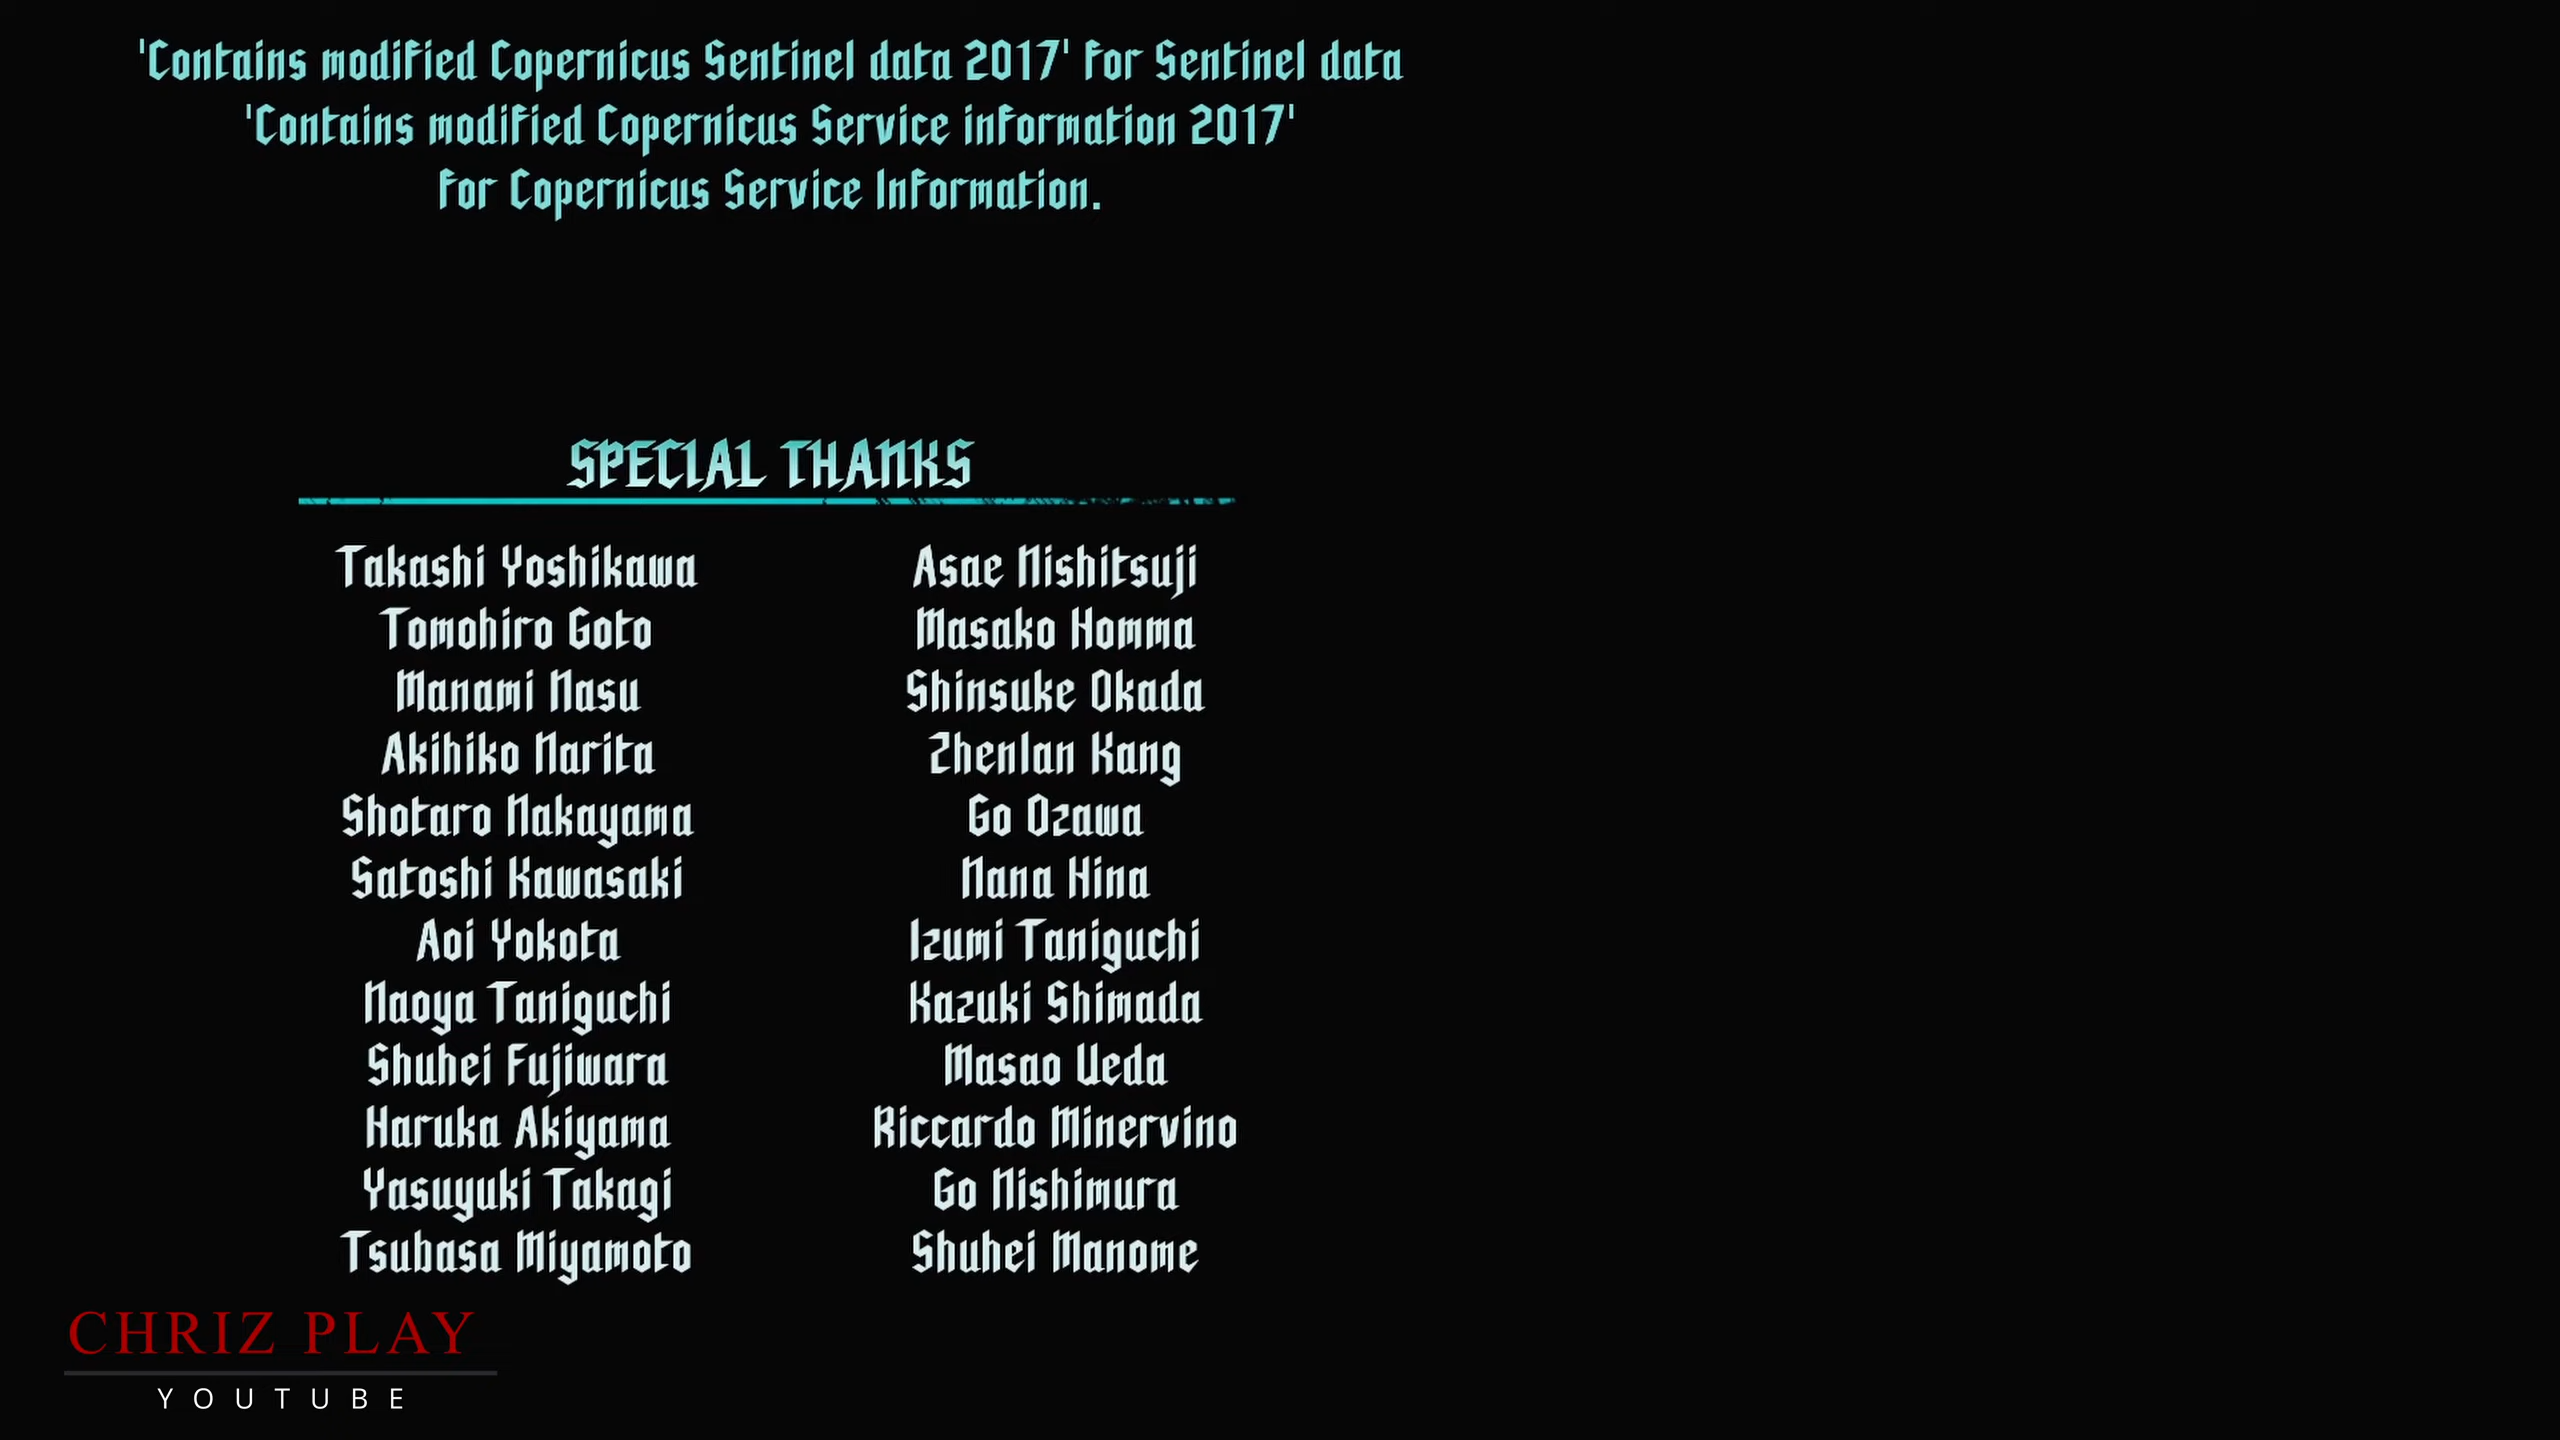 'Contains modified Copernicus Sentinel data 2017' for Sentinel data
'Contains modified Copernicus Service information 2017'
for Copernicus Service Information.
SPECIAL THANKS
Takashi Yoshikawa Asae Nishitsuji
Tomohiro Goto Masako Homma
Manami Nasu Shinsuke Okada
Akihiko Narita Zhenlan Kang
Shotaro Nakayama Go Ozawa
Satoshi Kawasaki Nana Hina
Aoi Yokota Izumi Taniguchi
Naoya Taniguchi Kazuki Shimada
Shuhei Fujiwara Masao Ueda
Haruka Akiyama Riccardo Minervino
Yasuyuki Takagi Go Nishimura
Tsubasa Miyamoto Shuhei Manome
CHRIZ PLAY
YOUTUBE